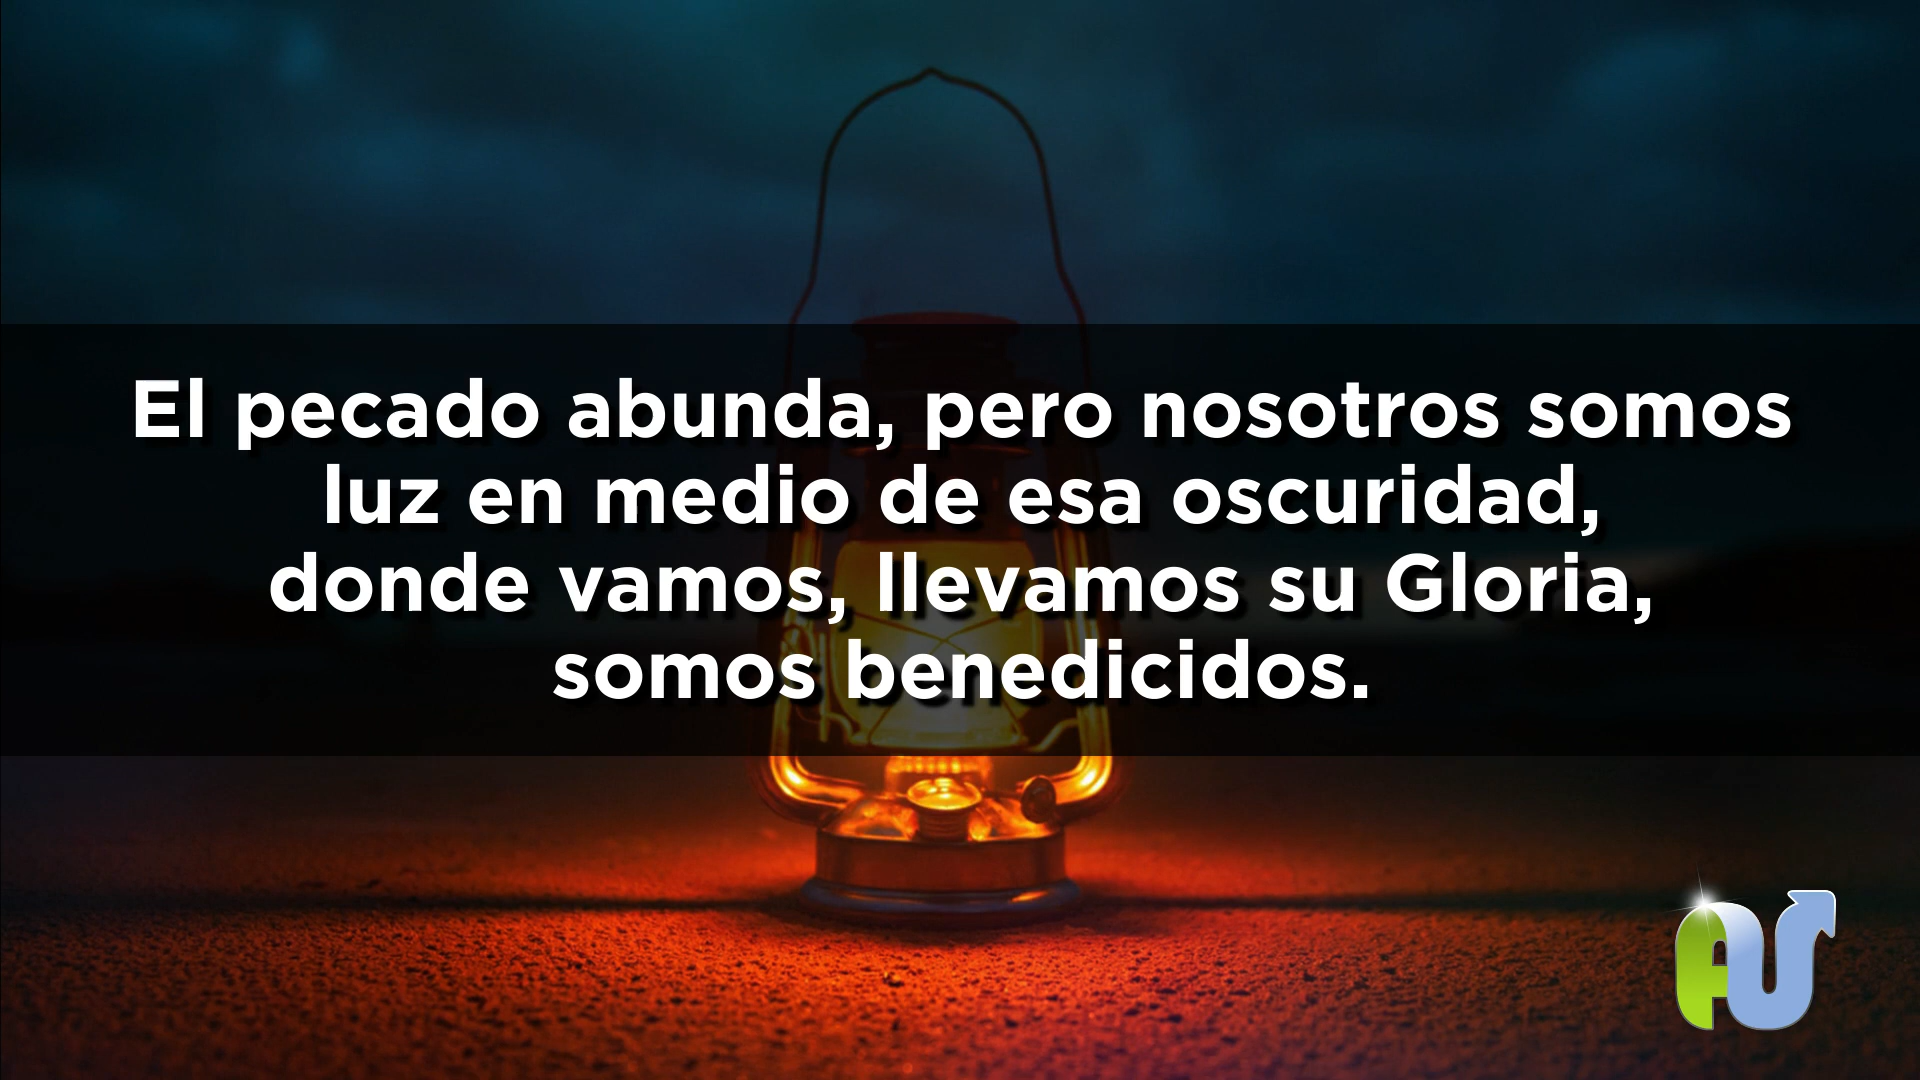 El pecado abunda, pero nosotros somos
luz en medio de esa oscuridad,
donde vamos, llevamos su Gloria,
somos benedicidos.
AU